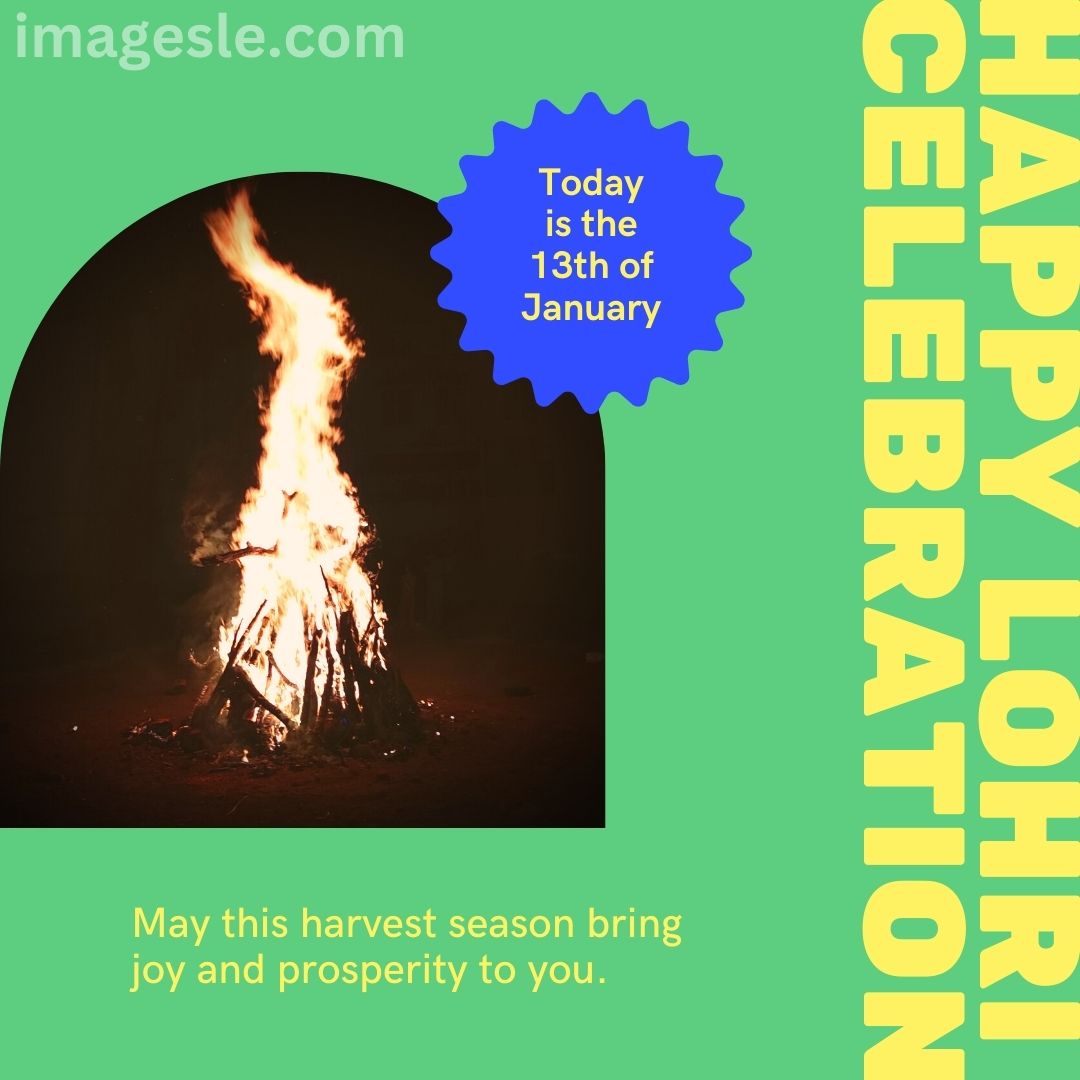 imagesle.com
Today
is the
13th of
January
HAPPY LOHRI
CELEBRATION
May this harvest season bring
joy and prosperity to you.